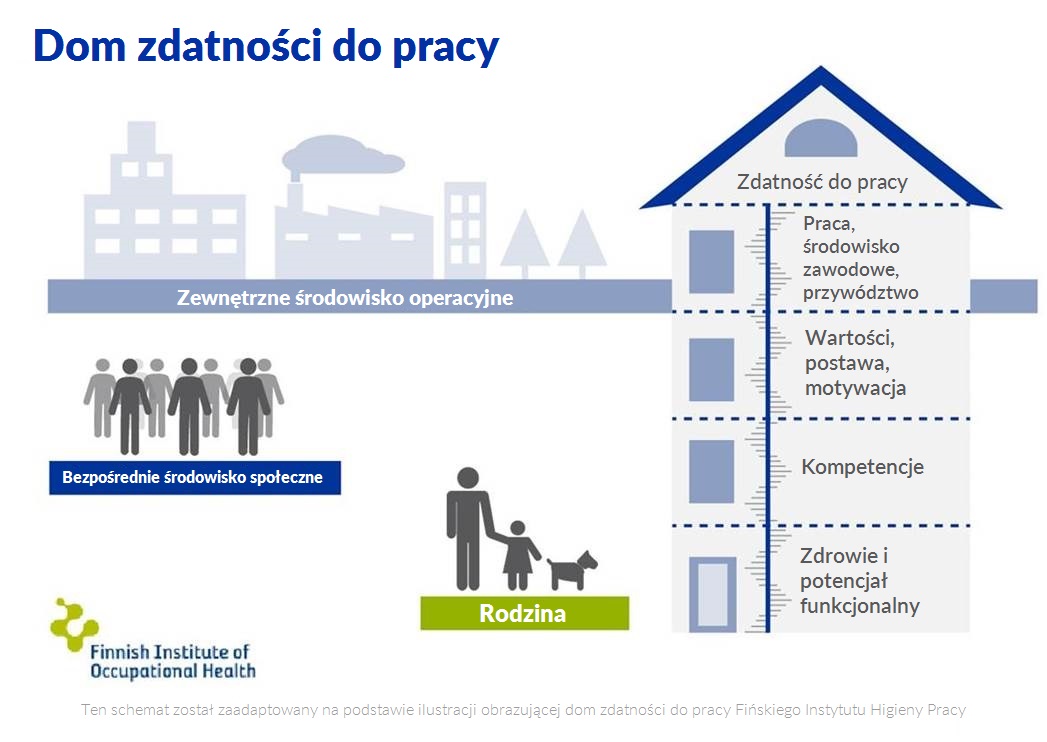 Dom zdatności do pracy
Zdatność do pracy
Praca,
środowisko
zawodowe,
przywództwo
Zewnętrzne środowisko operacyjne
Wartości,
postawa,
motywacja
Bezpośrednie środowisko społeczne
Kompetencje
Zdrowie i
potencjał
funkcjonalny
Rodzina
Finnish Institute of
Occupational Health
Ten schemat został zaadaptowany na podstawie ilustracji obrazującej dom zdatności do pracy Fińskiego Instytutu Higieny Pracy